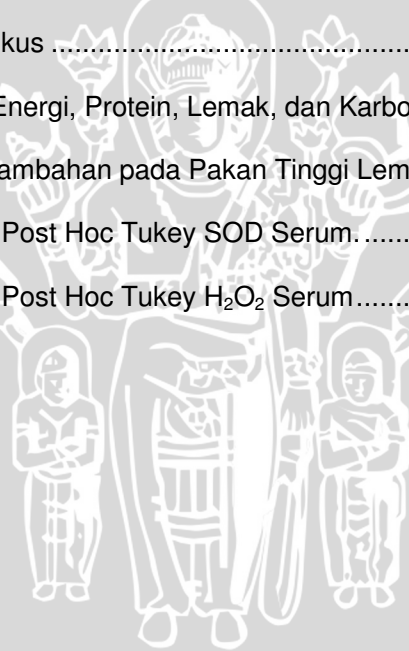 kus ........................................
Energi, Protein, Lemak, dan Karbo
ambahan pada Pakan Tinggi Lem
Post Hoc Tukey SOD Serum. ......
Post Hoc Tukey H₂O₂ Serum .......